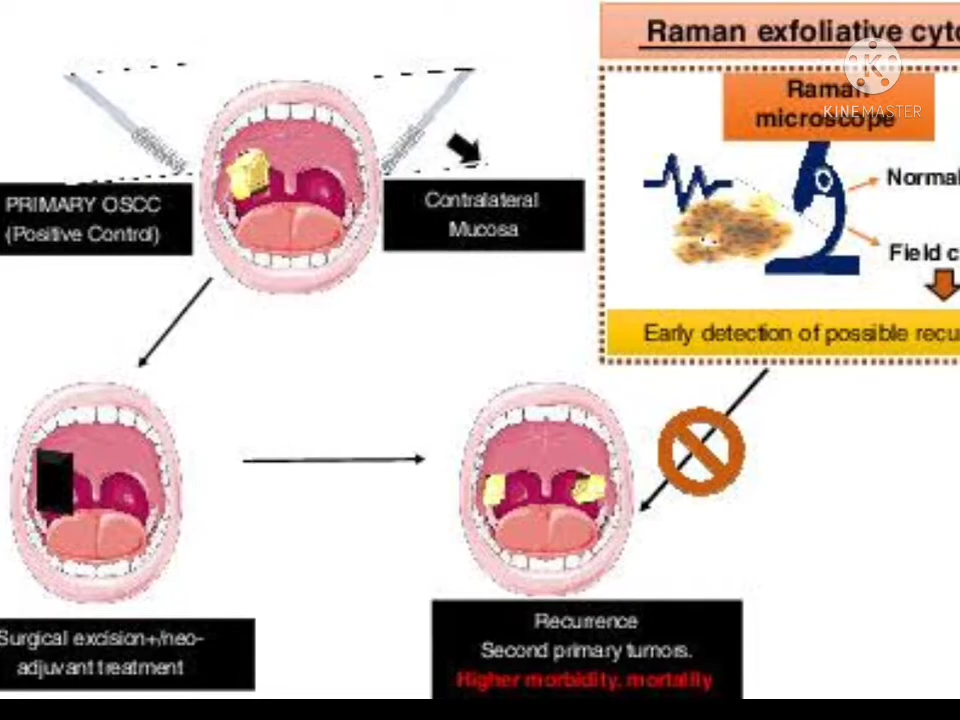 Raman exfoliative cyto
Raman
microscope
KINEMASTER
Normal
Field c
Early detection of possible recu
PRIMARY OSCC
(Positive Control)
Contralateral
Mucosa
Surgical excision+/neo-
adjuvant treatment
Recurrence
Second primary tumors.
Higher morbidity, mortality